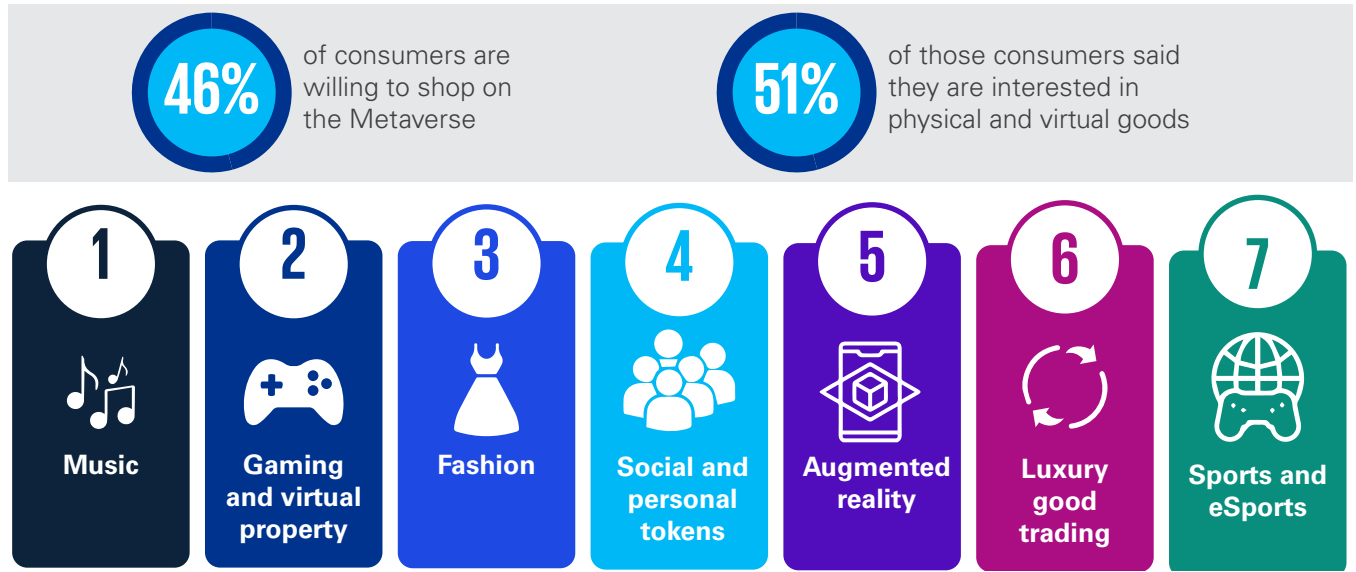 46%
of consumers are
willing to shop on
the Metaverse
51%
of those consumers said
they are interested in
physical and virtual goods
1
Music
2
Gaming
and virtual
property
3
Fashion
4
Social and
personal
tokens
5
Augmented
reality
6
Luxury
good
trading
7
Sports and
eSports